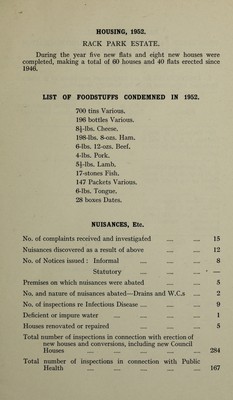 HOUSING, 1952.
RACK PARK ESTATE.
During the year five new flats and eight new houses were
completed, making a total of 60 houses and 40 flats erected since
1946.
LIST OF FOODSTUFFS CONDEMNED IN 1952.
700 tins Various.
196 bottles Various.
8½-lbs. Cheese.
198-lbs. 8-ozs. Ham.
6-lbs. 12-ozs. Beef.
4-lbs. Pork.
5½-lbs. Lamb.
17-stones Fish.
147 Packets Various.
6-lbs. Tongue.
28 boxes Dates.
NUISANCES, Etc.
No. of complaints received and investigated .... .... 15
Nuisances discovered as a result of above .... .... 12
No. of Notices issued : Informal .... .... .... 8
Statutory .... .... .... —
Premises on which nuisances were abated .... .... 5
No. and nature of nuisances abated—Drains and W.C.s .... 2
No. of inspections re Infectious Disease .... .... .... 9
Deficient or impure water .... .... .... .... 1
Houses renovated or repaired .... .... .... 5
Total number of inspections in connection with erection of
new houses and conversions, including new Council
Houses .... .... .... .... .... 284
Total number of inspections in connection with Public
Health .... .... .... .... .... 167